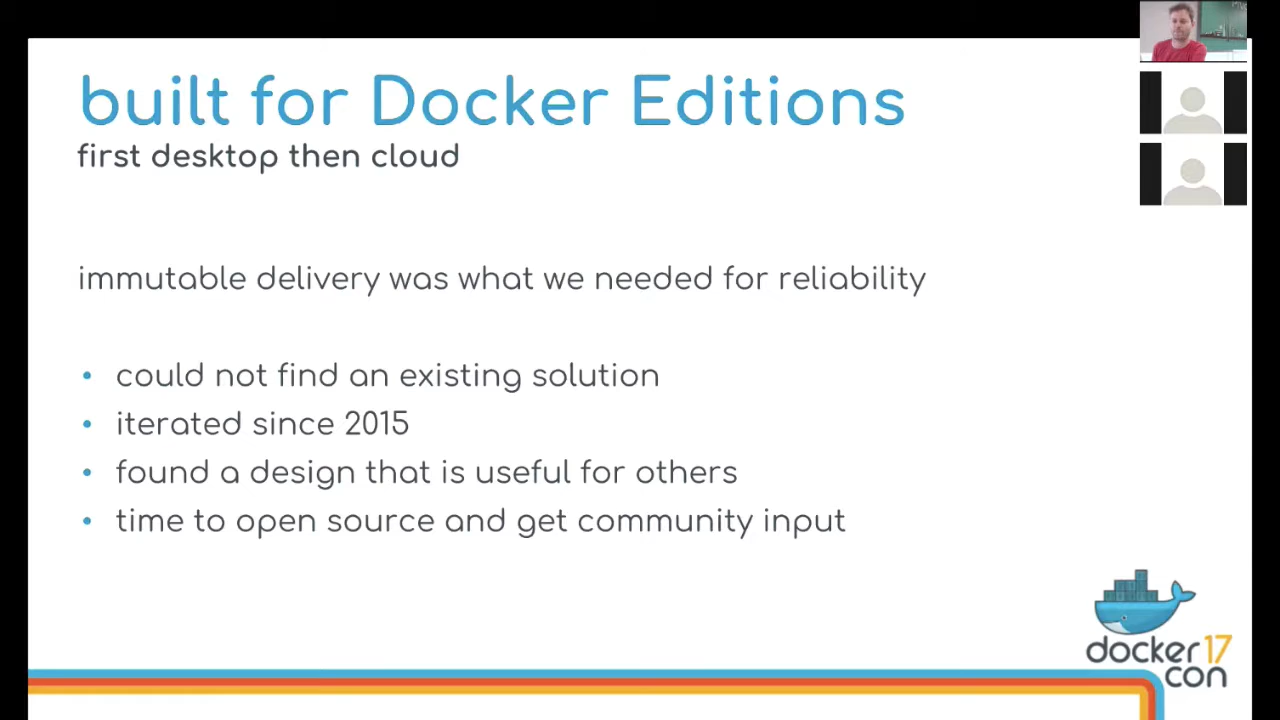 built for Docker Editions
first desktop then cloud
immutable delivery was what we needed for reliability
• could not find an existing solution
• iterated since 2015
• found a design that is useful for others
• time to open source and get community input
docker 17
con